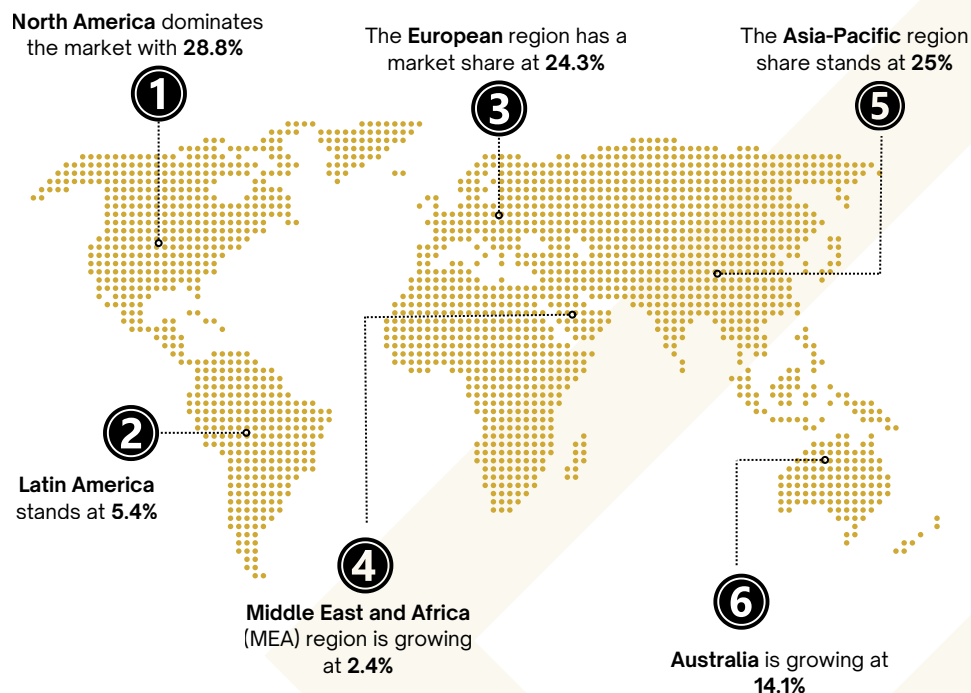 North America dominates
the market with 28.8%
1
2
Latin America
stands at 5.4%
The European region has a
market share at 24.3%
3
4
Middle East and Africa
(MEA) region is growing
at 2.4%
The Asia-Pacific region
share stands at 25%
5
6
Australia is growing at
14.1%